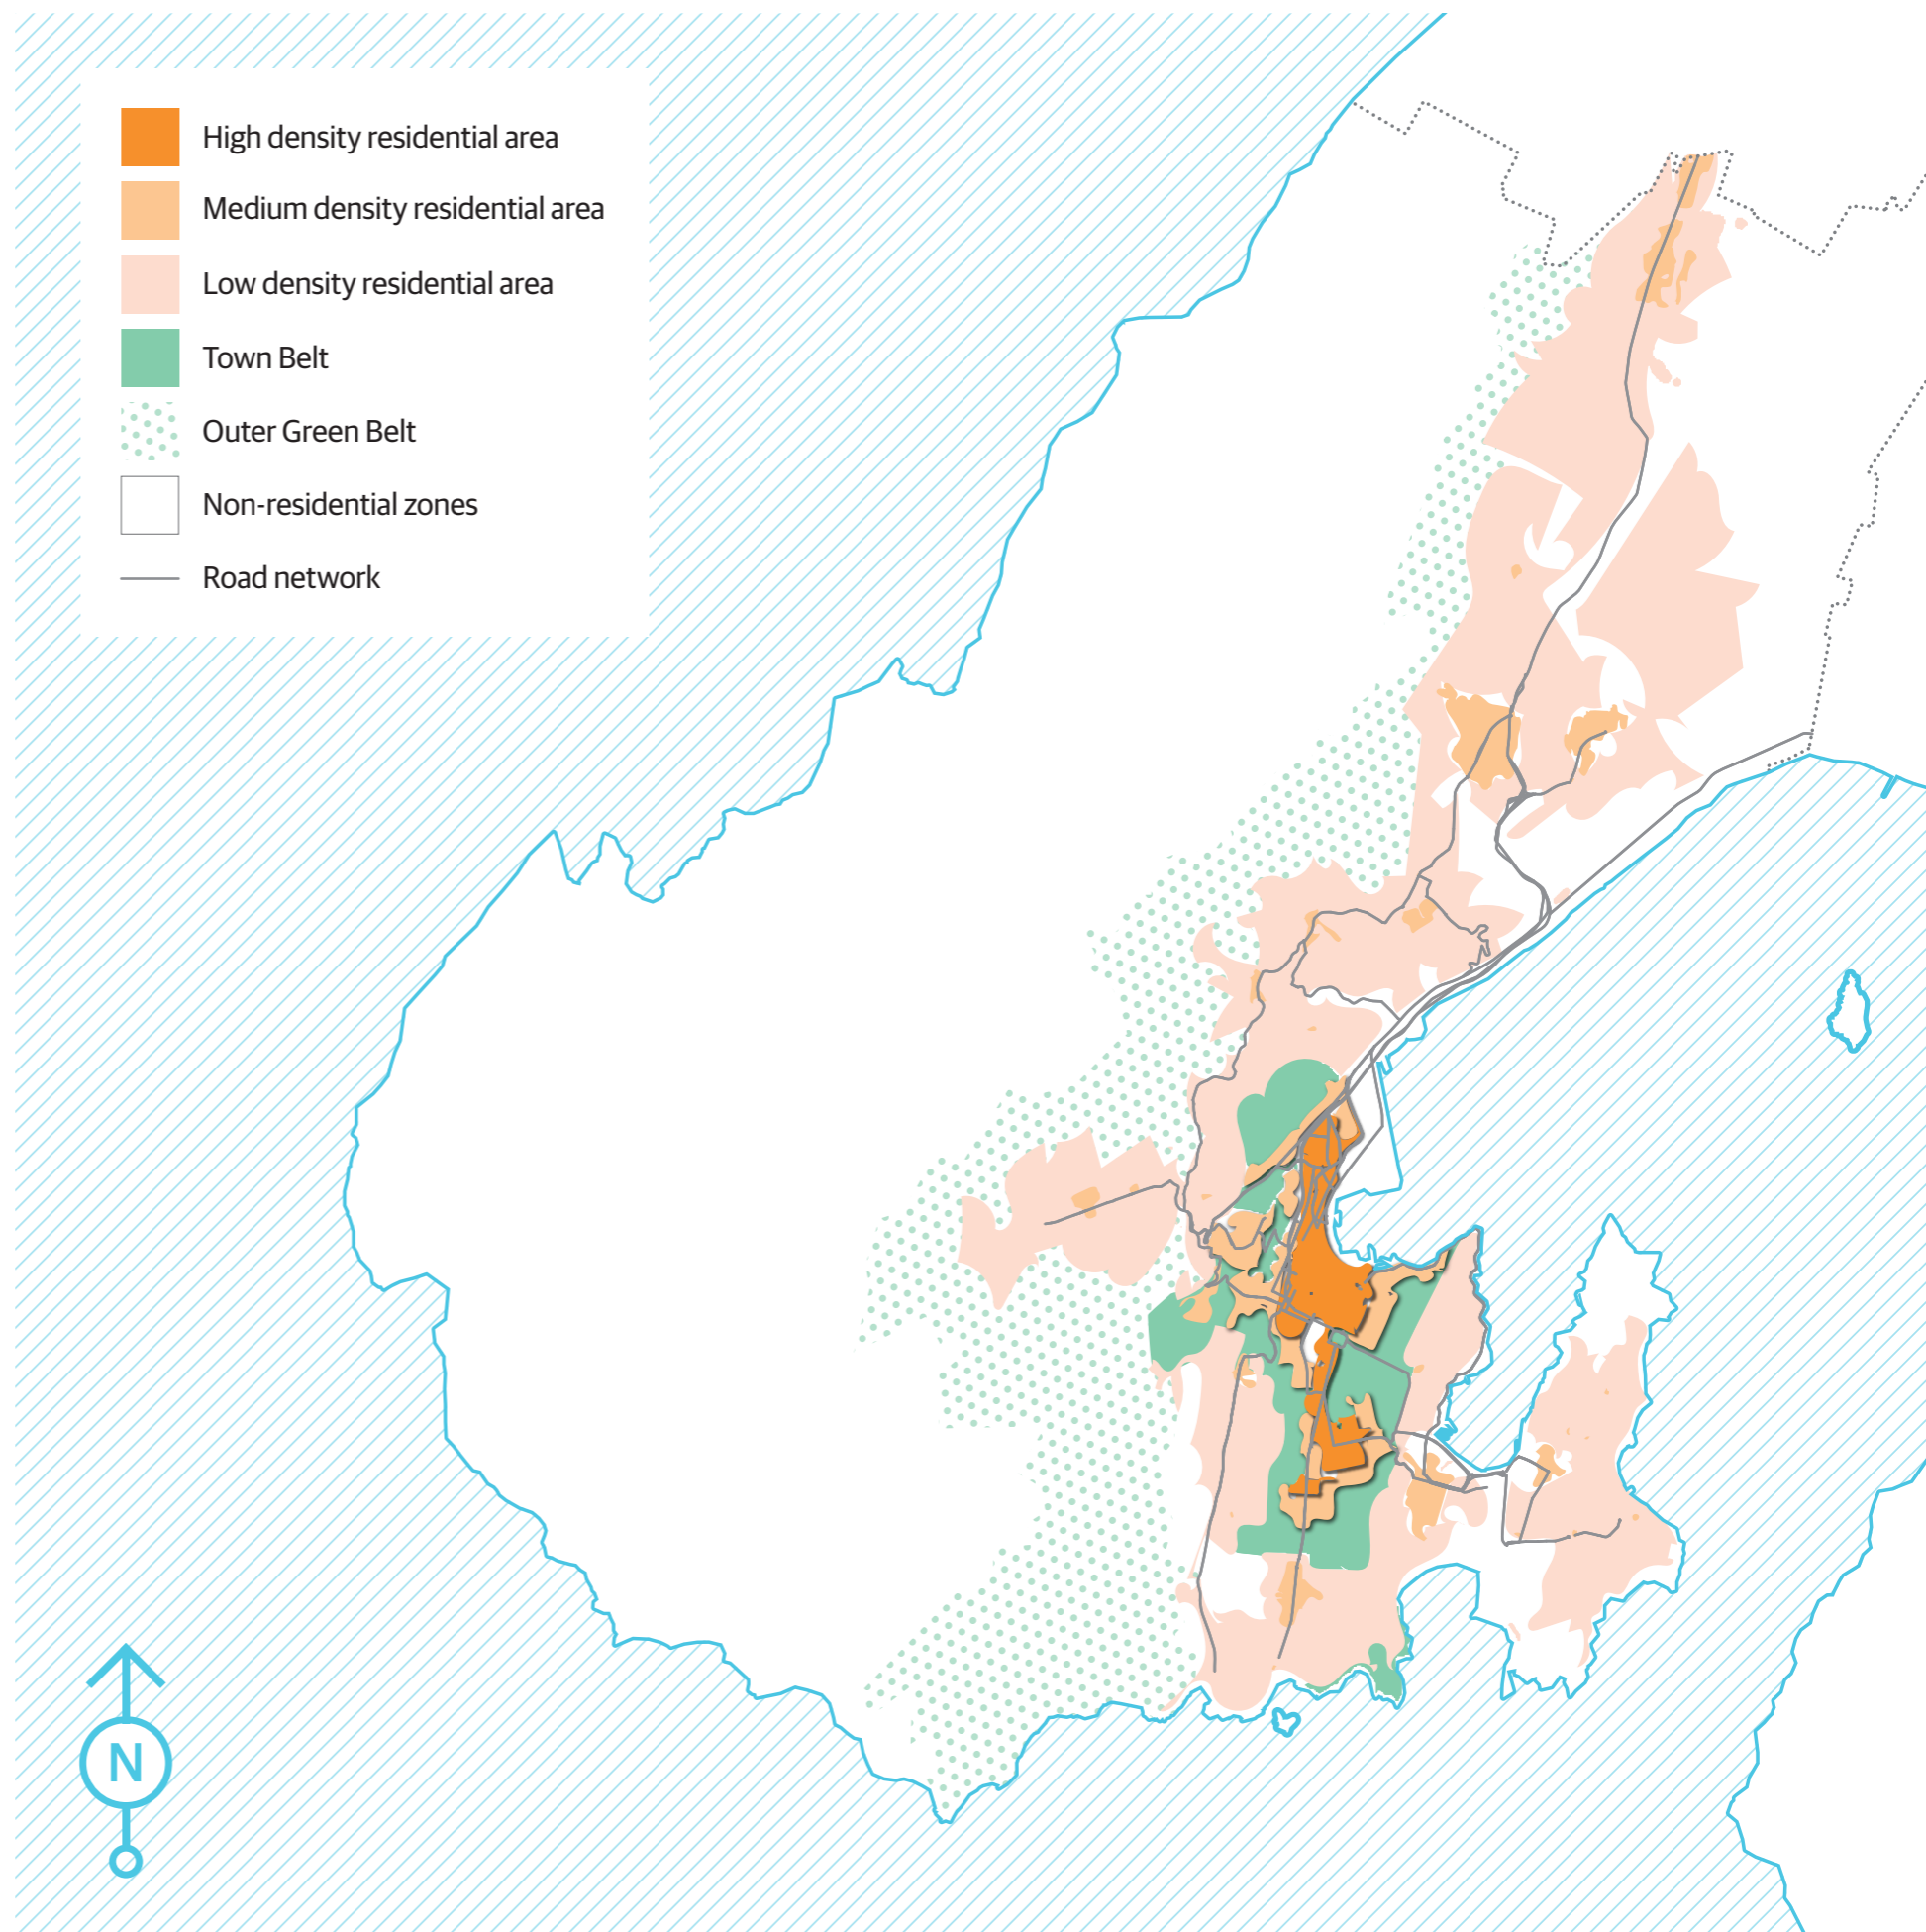 High density residential area
Medium density residential area
Low density residential area
Town Belt
Outer Green Belt
Non-residential zones
Road network
N